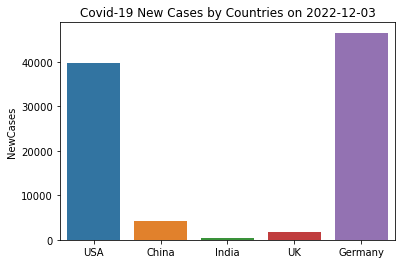 Covid-19 New Cases by Countries on 2022-12-03
NewCases
40000
30000
20000
10000
0
USA China India UK Germany